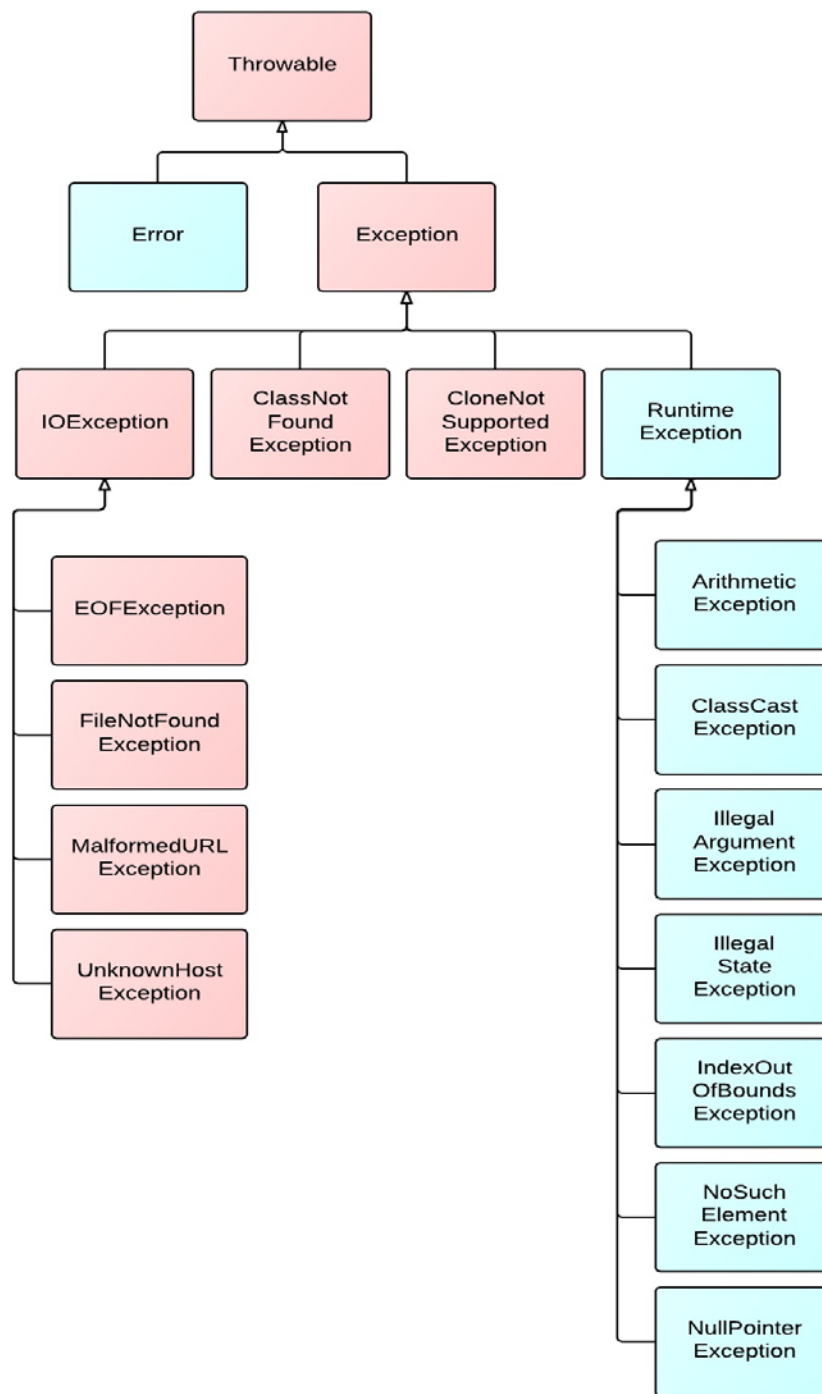 Throwable
Error
Exception
IOException
ClassNot
Found
Exception
CloneNot
Supported
Exception
Runtime
Exception
EOFException
FileNotFound
Exception
MalformedURL
Exception
UnknownHost
Exception
Arithmetic
Exception
ClassCast
Exception
Illegal
Argument
Exception
Illegal
State
Exception
IndexOut
OfBounds
Exception
NoSuch
Element
Exception
NullPointer
Exception